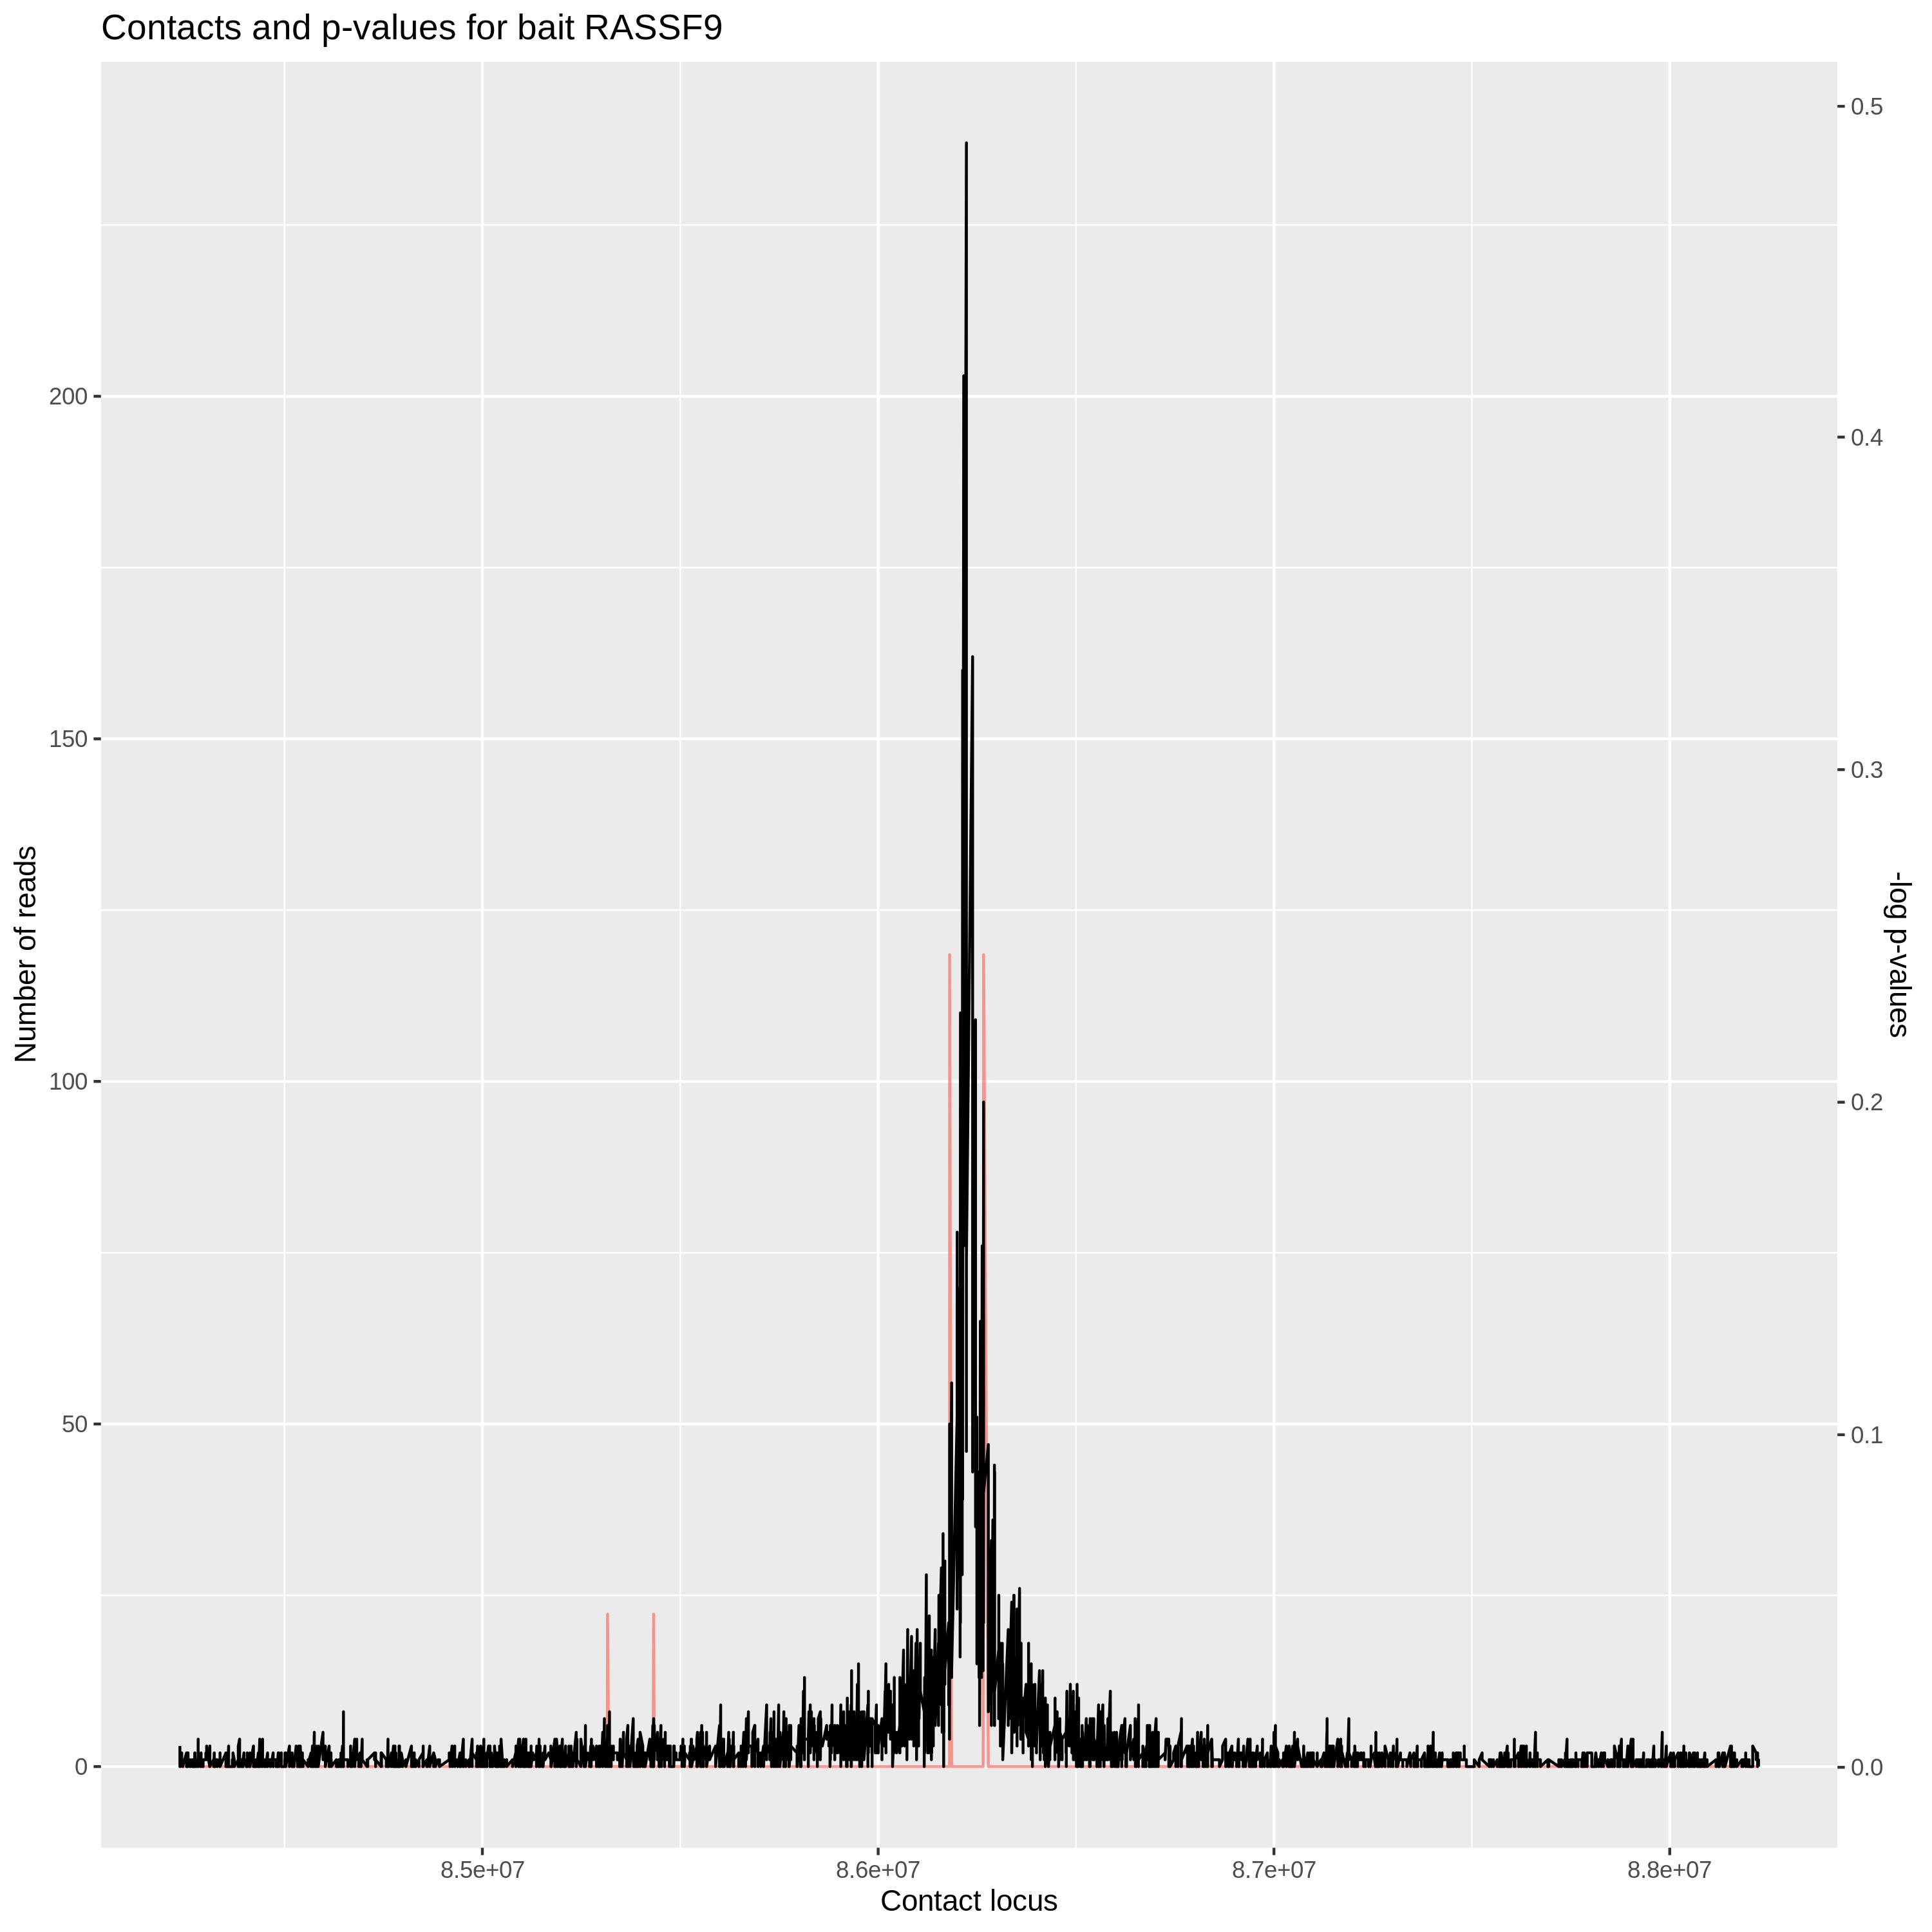 Contacts and p-values for bait RASSF9
Number of reads
200
150
100
50
0
0.5
0.4
0.3
0.2
0.1
0.0
-log p-values
8.5e+07 8.6e+07 8.7e+07 8.8e+07
Contact locus